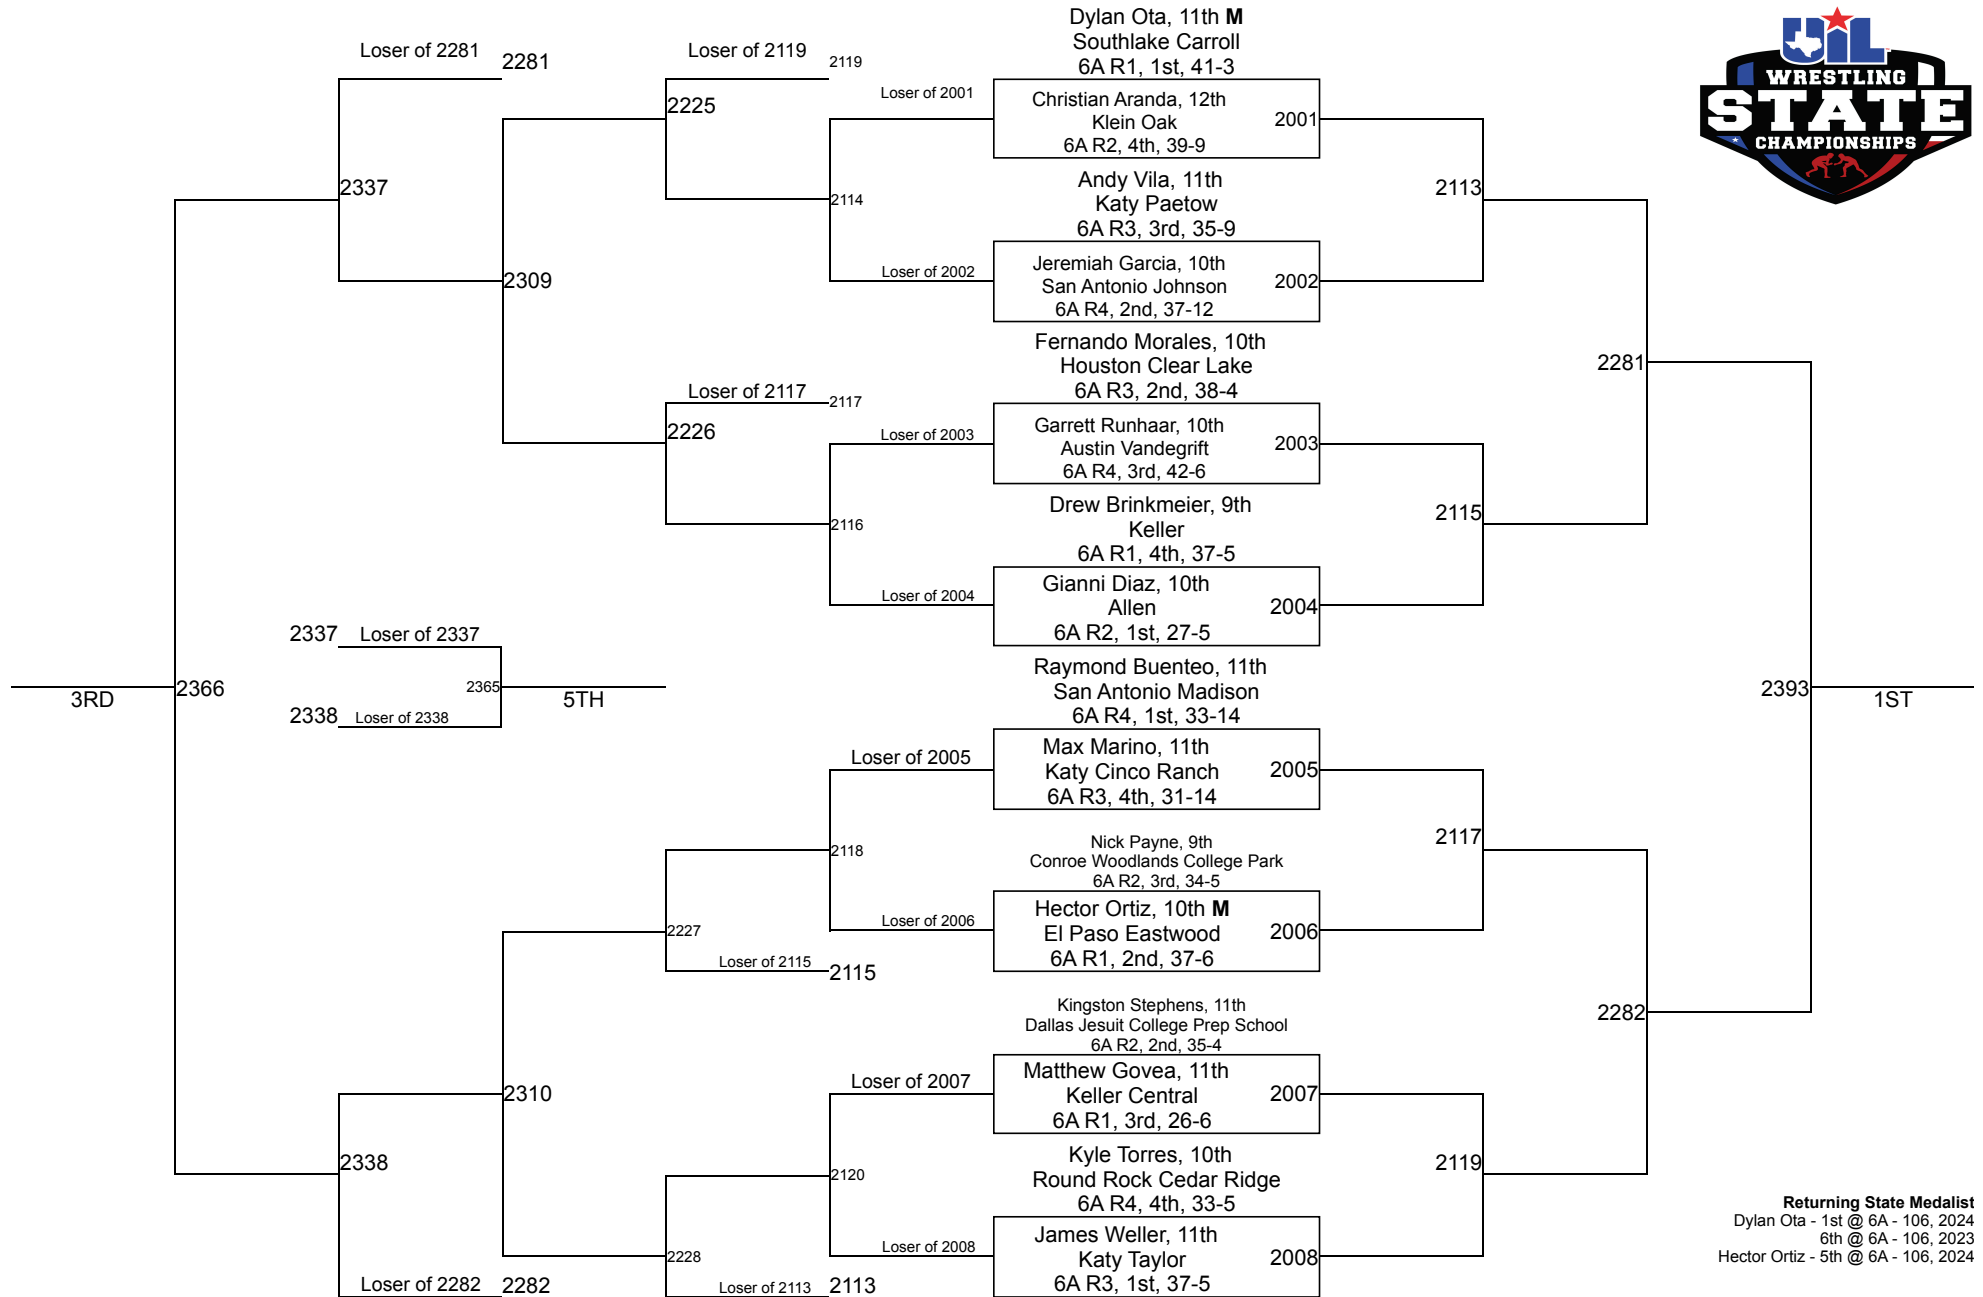 Loser of 2281
2281
2337
2309
Loser of 2119
2119
2225
2114
Loser of 2001
Loser of 2002
Loser of 2117
2117
2226
2116
Loser of 2003
Loser of 2004
3RD
2366
2337
Loser of 2337
2338
Loser of 2338
2365
5TH
Loser of 2005
2118
Loser of 2006
2227
Loser of 2115
2115
2310
2338
Loser of 2007
2120
Loser of 2008
2228
Loser of 2282
2282
Loser of 2113
2113
Dylan Ota, 11th M
Southlake Carroll
6A R1, 1st, 41-3
Christian Aranda, 12th
Klein Oak
6A R2, 4th, 39-9
2001
Andy Vila, 11th
Katy Paetow
6A R3, 3rd, 35-9
Jeremiah Garcia, 10th
San Antonio Johnson
6A R4, 2nd, 37-12
2002
Fernando Morales, 10th
Houston Clear Lake
6A R3, 2nd, 38-4
Garrett Runhaar, 10th
Austin Vandegrift
6A R4, 3rd, 42-6
2003
Drew Brinkmeier, 9th
Keller
6A R1, 4th, 37-5
Gianni Diaz, 10th
Allen
6A R2, 1st, 27-5
2004
Raymond Buenteo, 11th
San Antonio Madison
6A R4, 1st, 33-14
Max Marino, 11th
Katy Cinco Ranch
6A R3, 4th, 31-14
2005
Nick Payne, 9th
Conroe Woodlands College Park
6A R2, 3rd, 34-5
Hector Ortiz, 10th M
El Paso Eastwood
6A R1, 2nd, 37-6
2006
Kingston Stephens, 11th
Dallas Jesuit College Prep School
6A R2, 2nd, 35-4
Matthew Govea, 11th
Keller Central
6A R1, 3rd, 26-6
2007
Kyle Torres, 10th
Round Rock Cedar Ridge
6A R4, 4th, 33-5
James Weller, 11th
Katy Taylor
6A R3, 1st, 37-5
2008
2113
2115
2281
2117
2119
2282
2393
1ST
UIL
WRESTLING
STATE
CHAMPIONSHIPS
Returning State Medalist
Dylan Ota - 1st @ 6A - 106, 2024
6th @ 6A - 106, 2023
Hector Ortiz - 5th @ 6A - 106, 2024